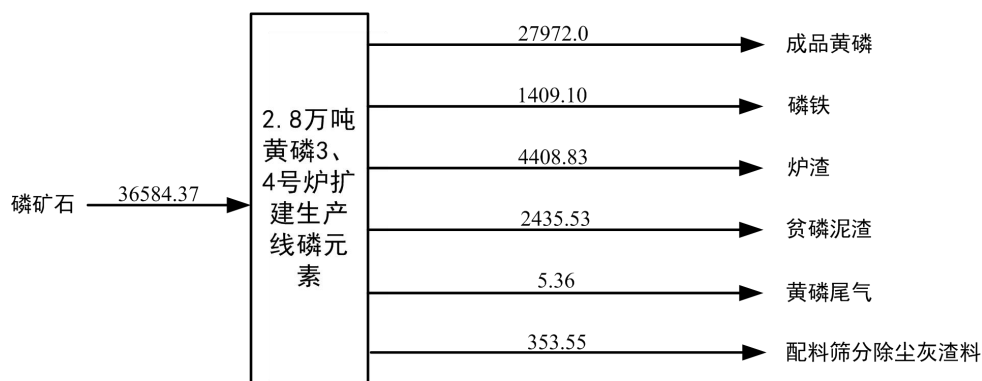 27972.0
成品黄磷
1409.10
磷铁
2.8万吨
黄磷3、
4号炉扩
建生产
线磷元
素
4408.83
炉渣
磷矿石
36584.37
2435.53
贫磷泥渣
5.36
黄磷尾气
353.55
配料筛分除尘灰渣料